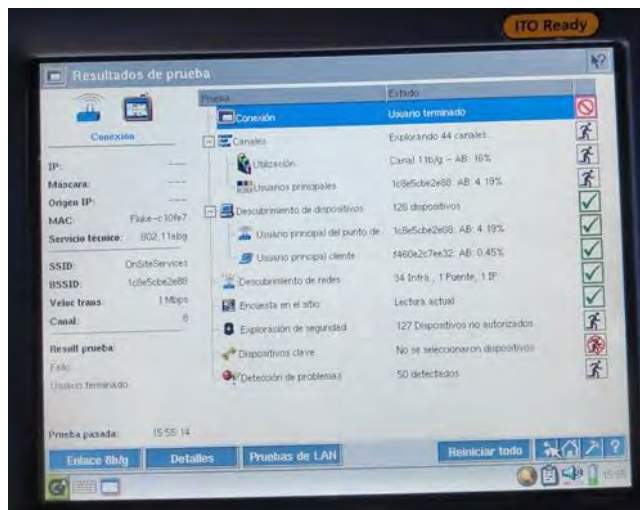 ITO Ready
Resultados de prueba
Prueba Estado
Conexión Usuario terminado
Canales Explorando 44 canales...
Utilización Canal 11b/g - AB: 16%
Usuarios principales 1c8e5cbe2e88: AB: 4.19%
Descubrimiento de dispositivos 126 dispositivos
Usuario principal del punto de 1c8e5cbe2e88: AB: 4.19%
Usuario principal cliente f460e2c7ee32: AB: 0.45%
Descubrimiento de redes 34 Infra., 1 Puente, 1 IP
Encuesta en el sitio Lectura actual
Exploración de seguridad 127 Dispositivos no autorizados
Dispositivos clave No se seleccionaron dispositivos
Detección de problemas 50 detectados
Conexión
IP: ---
Máscara: ---
Origen IP: ---
MAC: Fluke-c10fe7
Servicio técnico: 802.11abg
SSID: OnSiteServices
BSSID: 1c8e5cbe2e88
Veloc trans 1 Mbps
Canal: 6
Result prueba:
Fallo
Usuario terminado
Prueba pasada: 15:55:14
Enlace 8b/g Detalles Pruebas de LAN Reiniciar todo ?
15:55